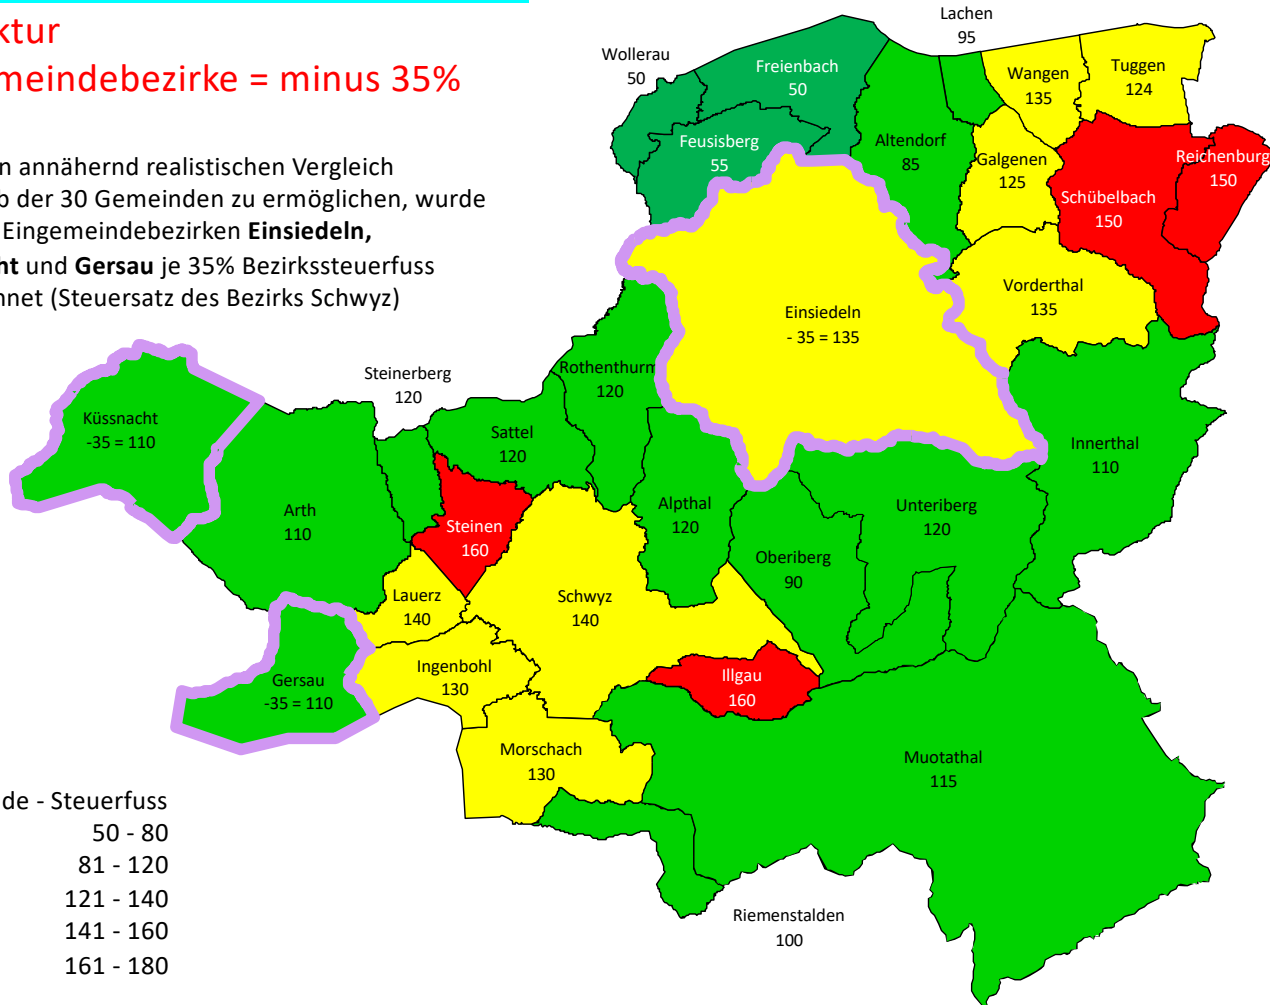 ktur
meindebezirke = minus 35%
n annähernd realistischen Vergleich
b der 30 Gemeinden zu ermöglichen, wurde
Eingemeindebezirken Einsiedeln,
ht und Gersau je 35% Bezirkssteuerfuss
hnet (Steuersatz des Bezirks Schwyz)
Lachen
95
Wollerau
50
Freienbach
50
Wangen
135
Tuggen
124
Feusisberg
55
Altendorf
85
Galgenen
125
Reichenburg
150
Schübelbach
150
Vorderthal
135
Einsiedeln
- 35 = 135
Rothenthurm
120
Steinerberg
120
Küssnacht
-35 = 110
Sattel
120
Innerthal
110
Arth
110
Steinen
160
Alpthal
120
Unteriberg
120
Oberiberg
90
Lauerz
140
Schwyz
140
Gersau
-35 = 110
Ingenbohl
130
Illgau
160
Morschach
130
Muotathal
115
Riemenstalden
100
de - Steuerfuss
50 - 80
81 - 120
121 - 140
141 - 160
161 - 180